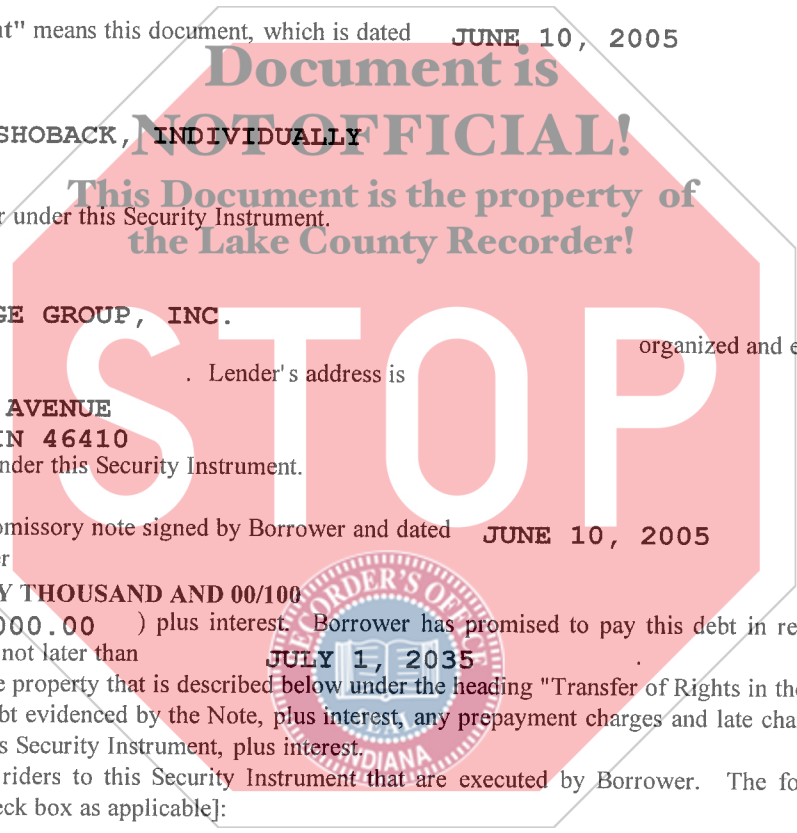 nt" means this document, which is dated JUNE 10, 2005
Document is
NOT OFFICIAL!
SHOBACK, INDIVIDUALLY
This Document is the property of
r under this Security Instrument.
the Lake County Recorder!
GE GROUP, INC.
organized and e
. Lender's address is
AVENUE
IN 46410
nder this Security Instrument.
STOP
omissory note signed by Borrower and dated JUNE 10, 2005
er
Y THOUSAND AND 00/100
000.00 ) plus interest. Borrower has promised to pay this debt in re
not later than JULY 1, 2035 .
e property that is described below under the heading "Transfer of Rights in the
bt evidenced by the Note, plus interest, any prepayment charges and late cha
s Security Instrument, plus interest.
riders to this Security Instrument that are executed by Borrower. The fo
eck box as applicable]:
RECORDER'S OFFICE
SEAL
INDIANA